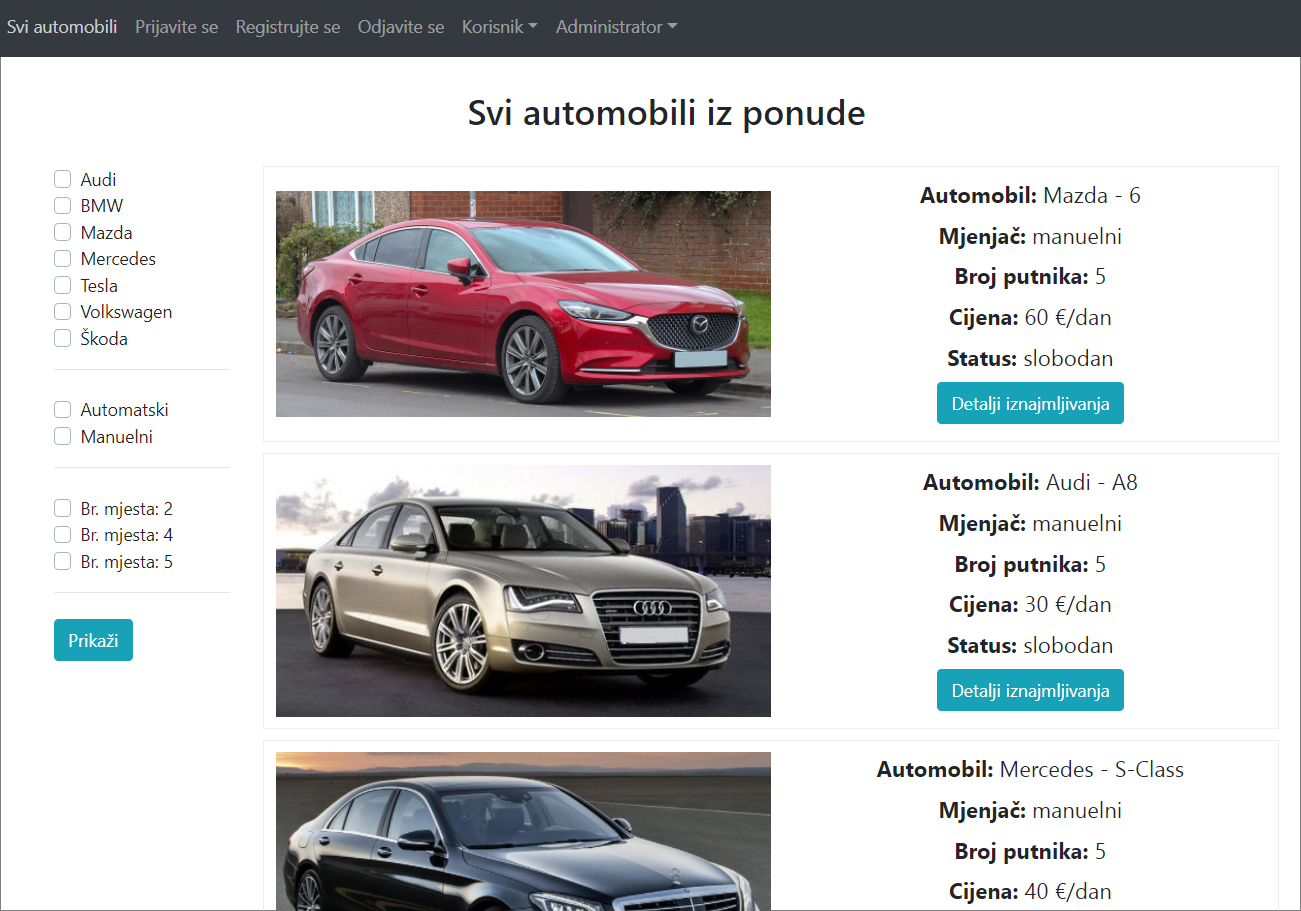 Svi automobili Prijavite se Registrujte se Odjavite se Korisnik Administrator
Svi automobili iz ponude
Audi
BMW
Mazda
Mercedes
Tesla
Volkswagen
Škoda
Automatski
Manuelni
Br. mjesta: 2
Br. mjesta: 4
Br. mjesta: 5
Prikaži
Automobil: Mazda - 6
Mjenjač: manuelni
Broj putnika: 5
Cijena: 60 €/dan
Status: slobodan
Detalji iznajmljivanja
Automobil: Audi - A8
Mjenjač: manuelni
Broj putnika: 5
Cijena: 30 €/dan
Status: slobodan
Detalji iznajmljivanja
Automobil: Mercedes - S-Class
Mjenjač: manuelni
Broj putnika: 5
Cijena: 40 €/dan